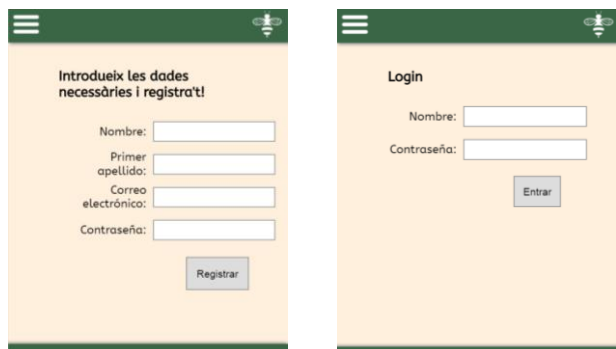 Introdueix les dades
necessàries i registra't!
Nombre:
Primer
apellido:
Correo
electrónico:
Contraseña:
Registrar
Login
Nombre:
Contraseña:
Entrar